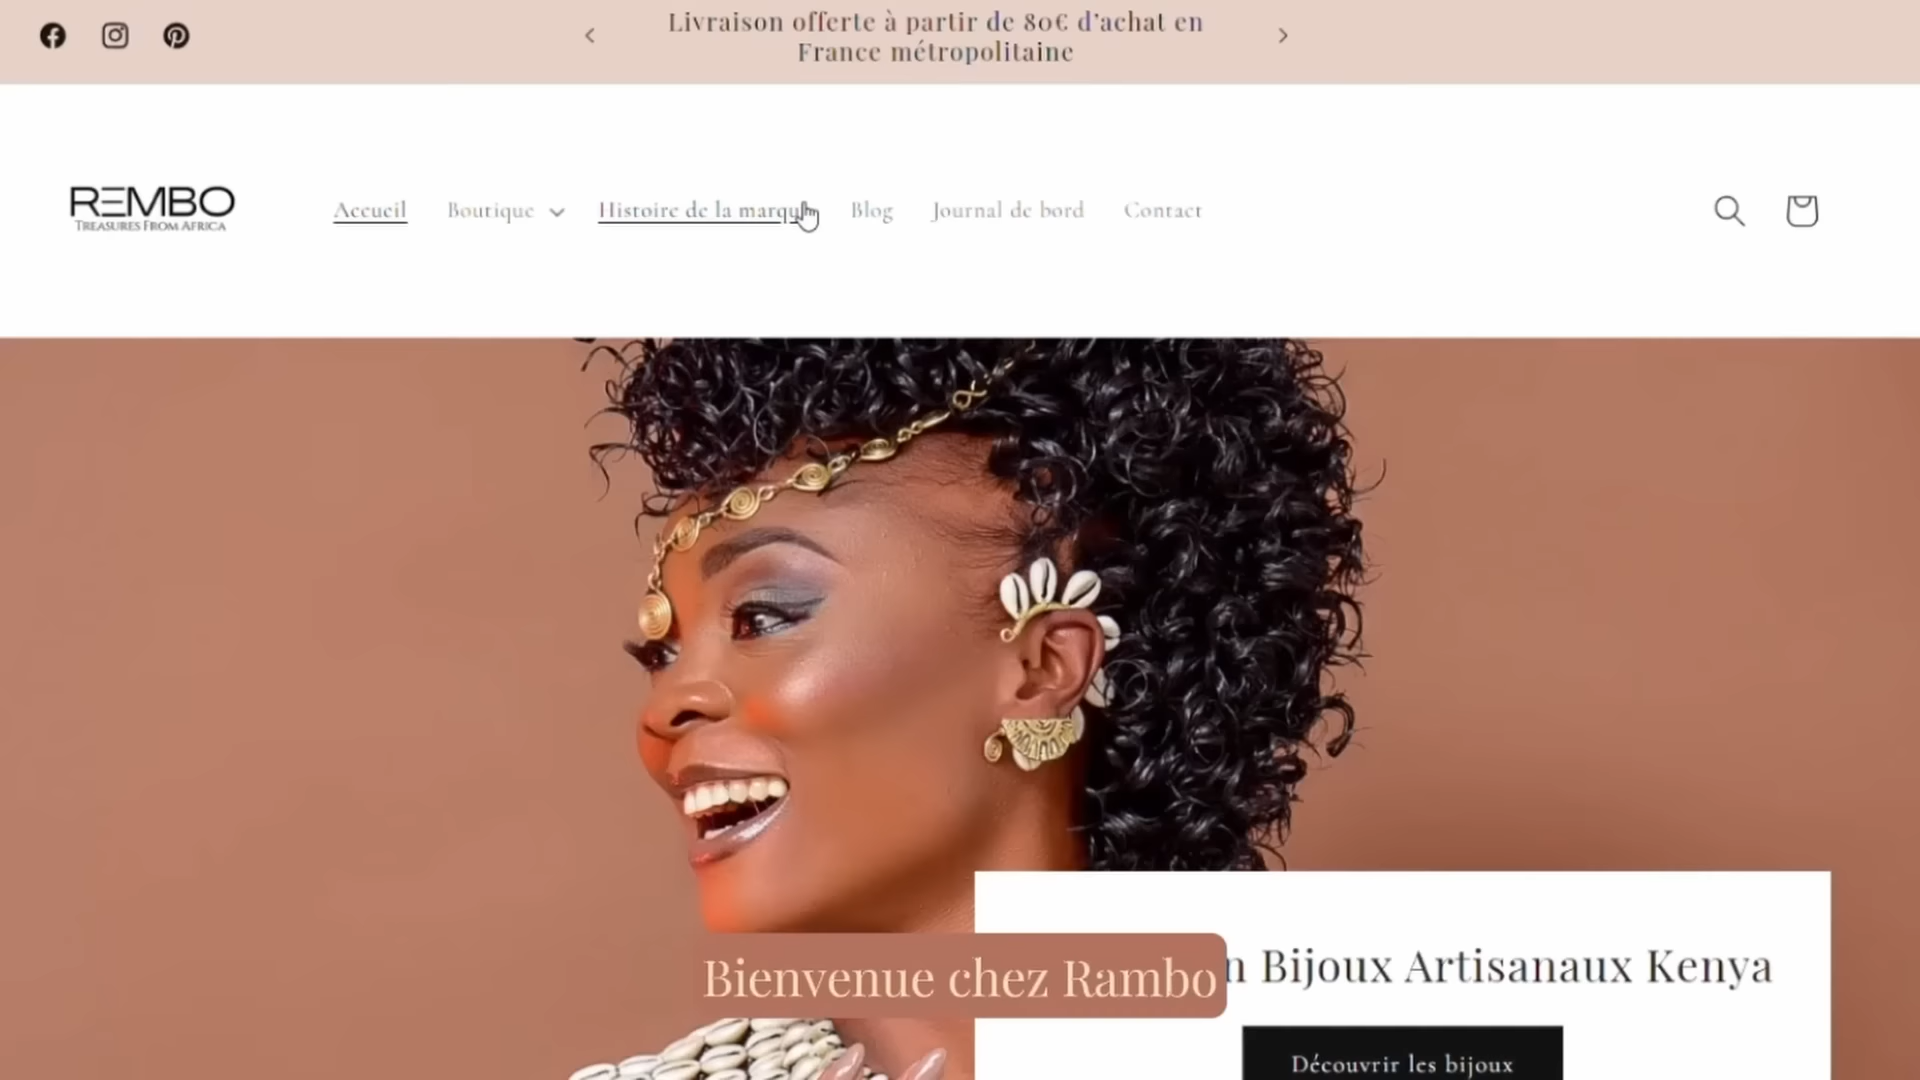 Livraison offerte à partir de 80€ d'achat en
France métropolitaine
REMBO
TREASURES FROM AFRICA
Accueil
Boutique
Histoire de la marque
Blog
Journal de bord
Contact
Bienvenue chez Rambo
Bijoux Artisanaux Kenya
Découvrir les bijoux